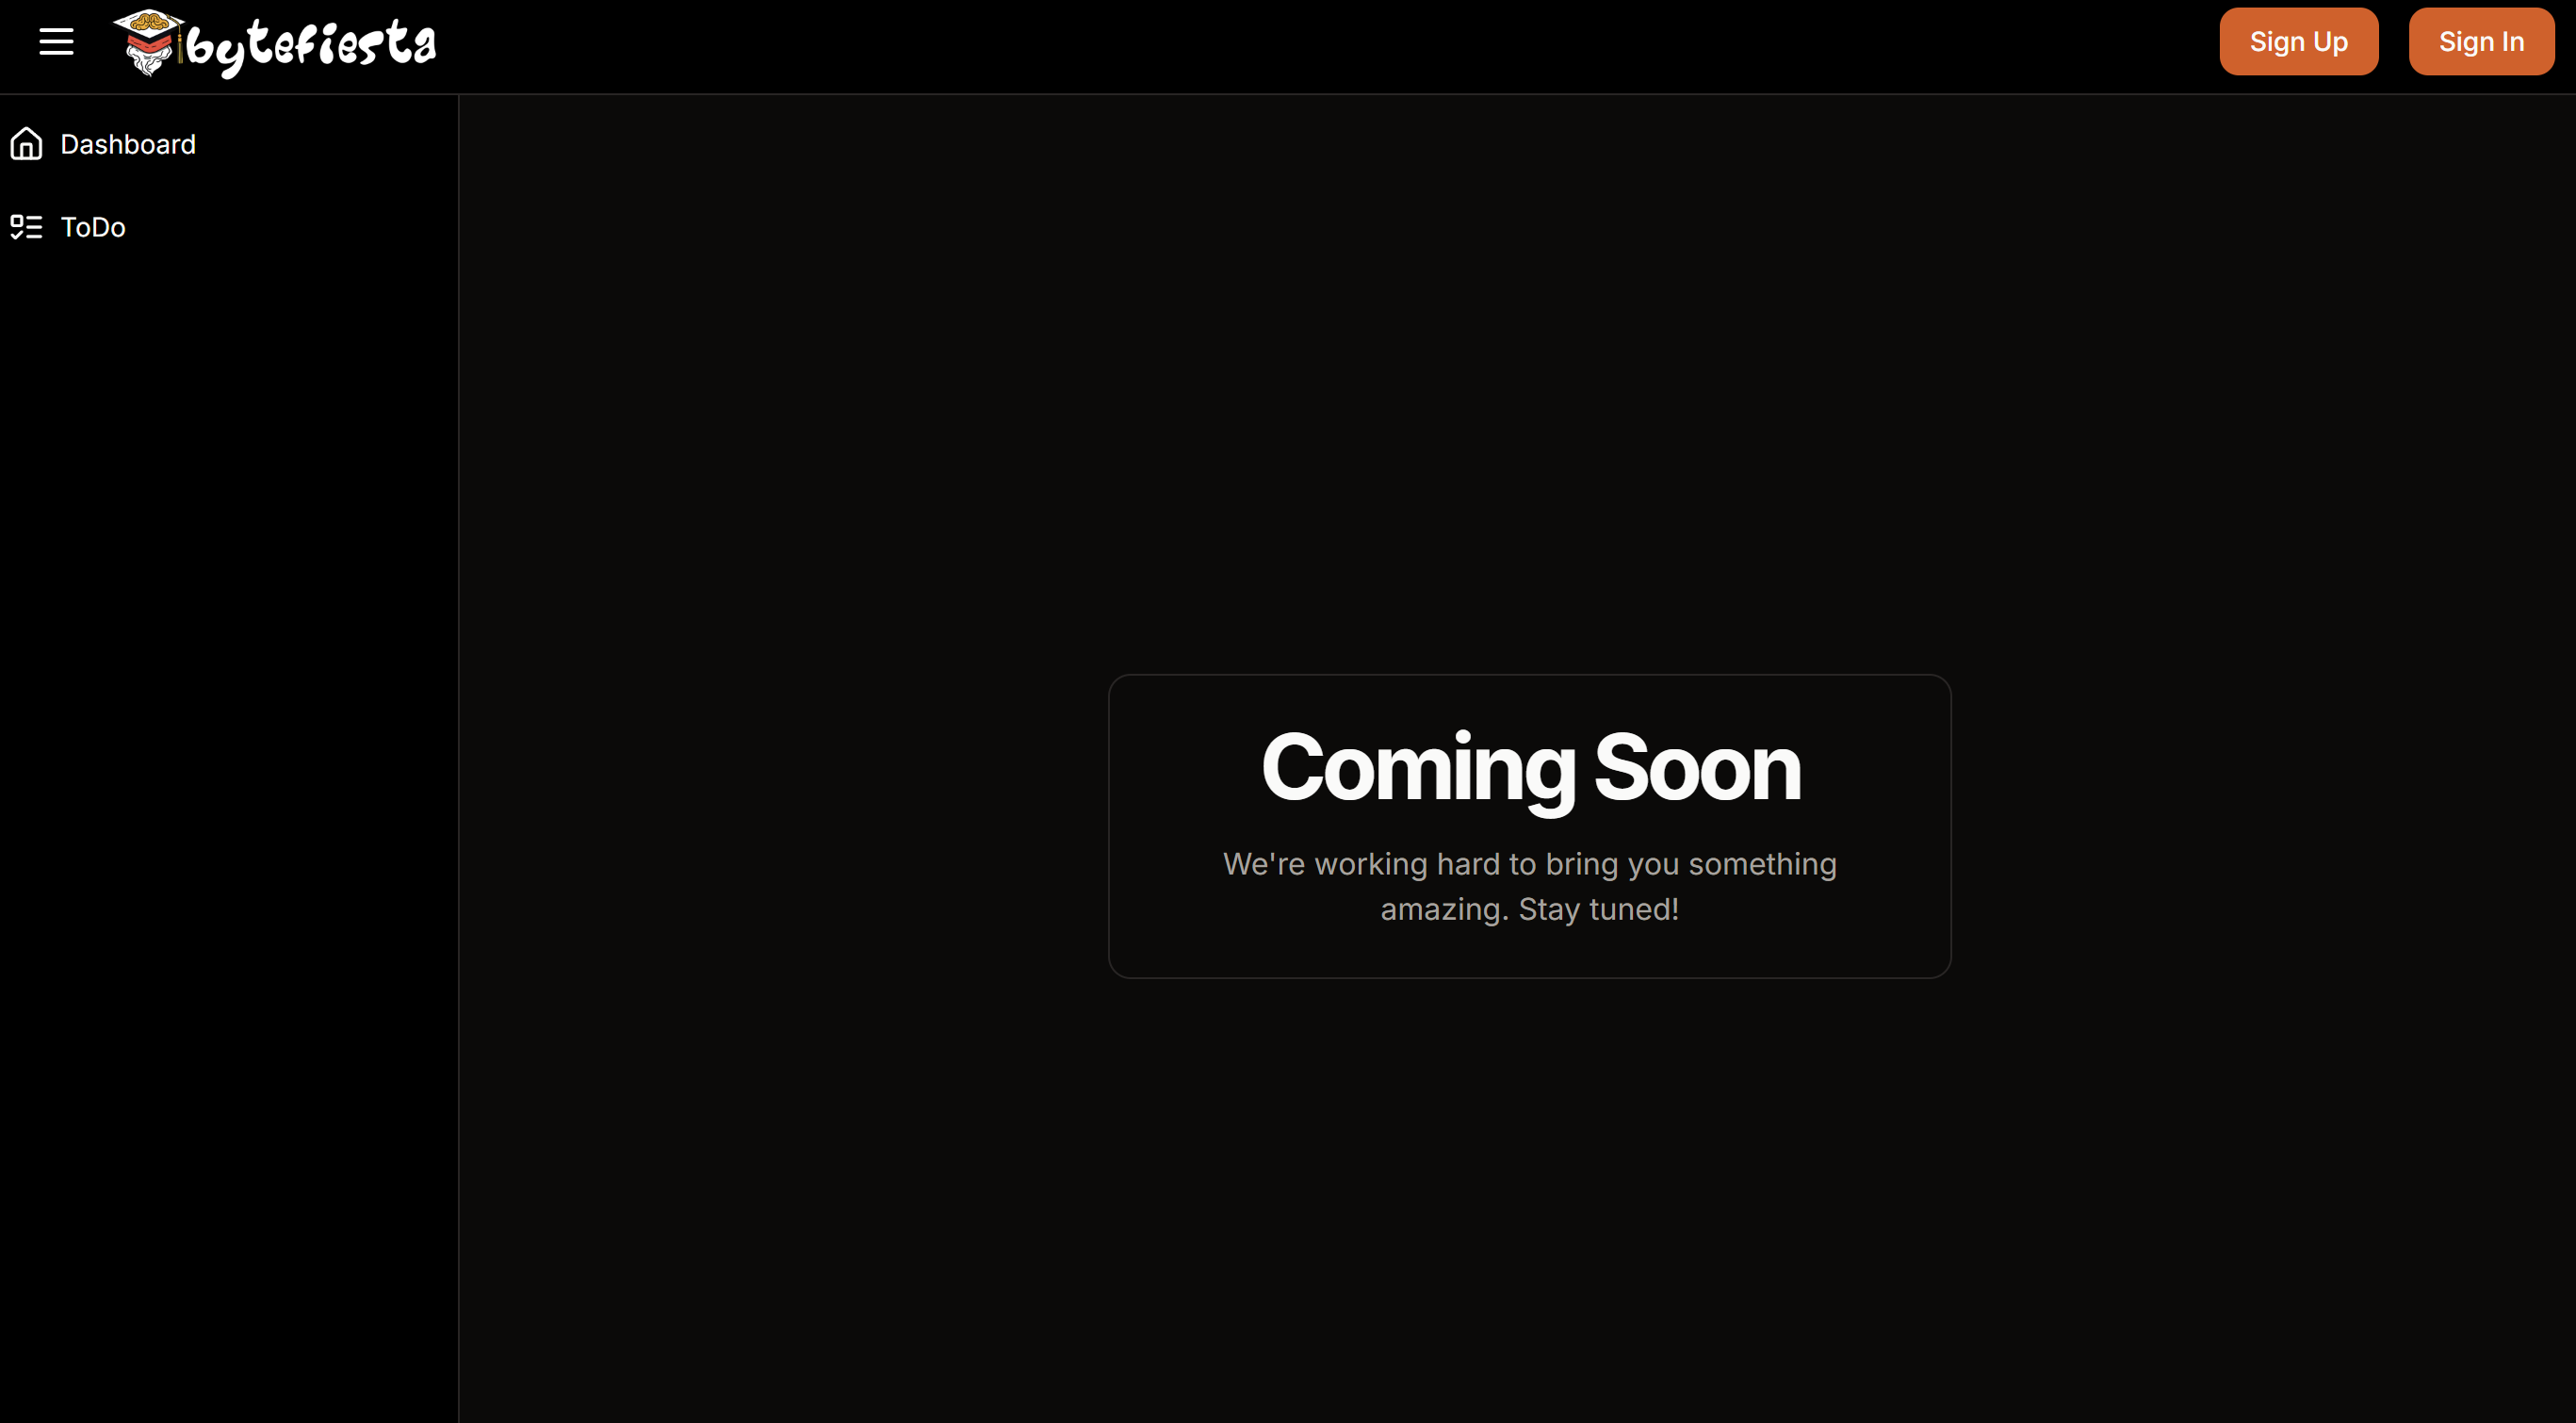 bytefiesta
Sign Up
Sign In
Dashboard
ToDo
Coming Soon
We're working hard to bring you something
amazing. Stay tuned!